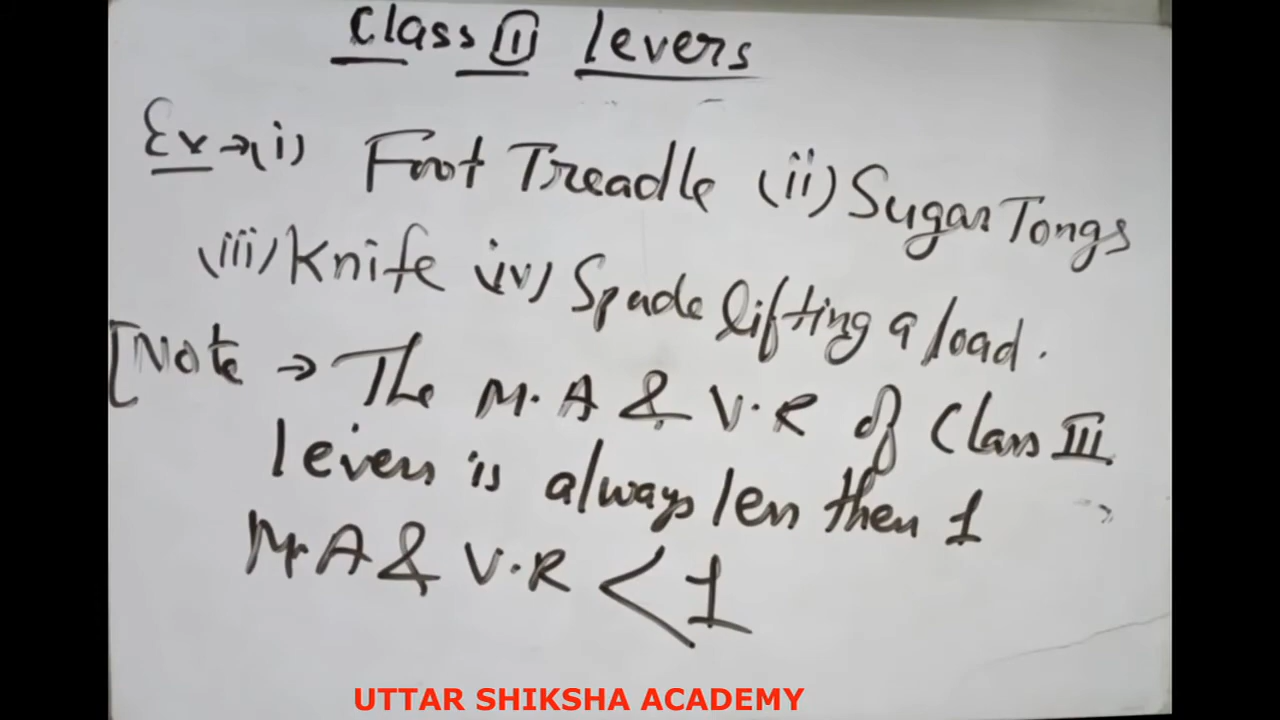 Class (1) levers
Ex → (i) Foot Treadle (ii) Sugar Tongs
(iii) Knife (iv) Spade lifting a load.
[Note → The M.A & V.R of Class III
levers is always less then 1
M.A & V.R < 1
UTTAR SHIKSHA ACADEMY